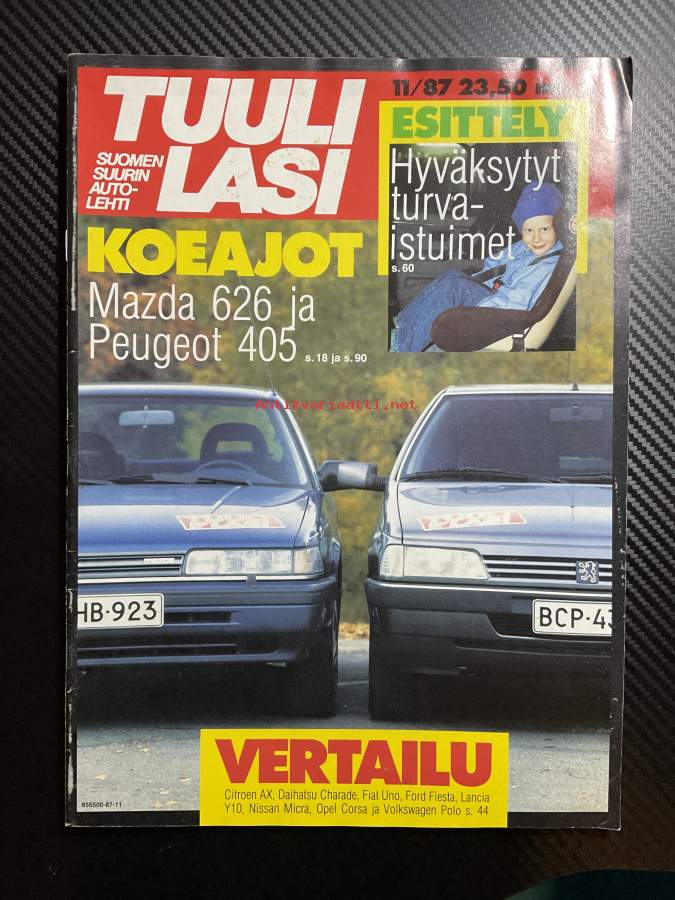 TUULI
LASI
SUOMEN
SUURIN
AUTO-
LEHTI
11/87 23,50
ESITTELY
Hyväksytyt
turva-
istuimet
s.60
KOEAJOT
Mazda 626 ja
Peugeot 405 s.18 ja s.90
Antikvariaatti.net
HB-923
BCP-43
VERTAILU
Citroen AX, Daihatsu Charade, Fiat Uno, Ford Fiesta, Lancia
Y10, Nissan Micra, Opel Corsa ja Volkswagen Polo s. 44
856500-87-11